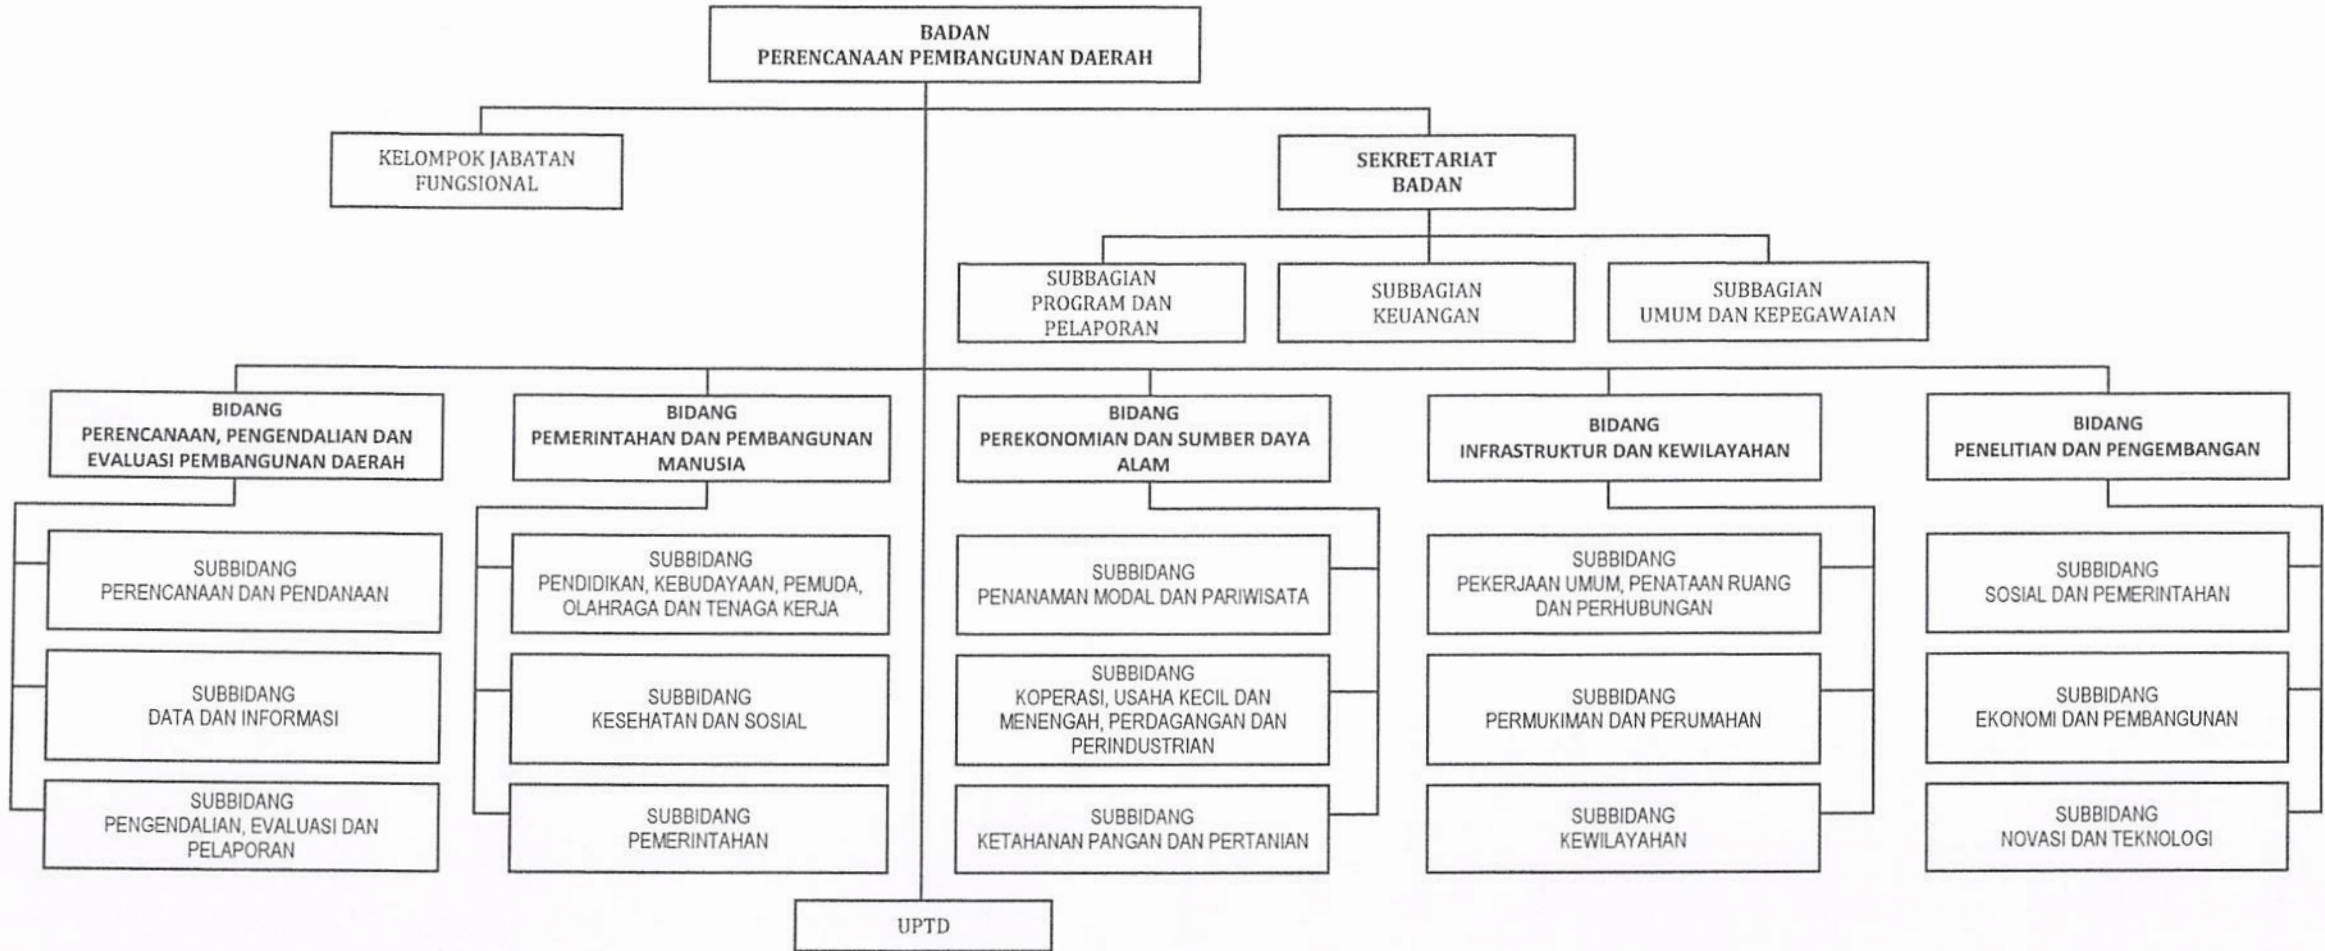 BADAN
PERENCANAAN PEMBANGUNAN DAERAH
KELOMPOK JABATAN
FUNGSIONAL
SEKRETARIAT
BADAN
SUBBAGIAN
PROGRAM DAN
PELAPORAN
SUBBAGIAN
KEUANGAN
SUBBAGIAN
UMUM DAN KEPEGAWAIAN
BIDANG
PERENCANAAN, PENGENDALIAN DAN
EVALUASI PEMBANGUNAN DAERAH
BIDANG
PEMERINTAHAN DAN PEMBANGUNAN
MANUSIA
BIDANG
PEREKONOMIAN DAN SUMBER DAYA
ALAM
BIDANG
INFRASTRUKTUR DAN KEWILAYAHAN
BIDANG
PENELITIAN DAN PENGEMBANGAN
SUBBIDANG
PERENCANAAN DAN PENDANAAN
SUBBIDANG
PENDIDIKAN, KEBUDAYAAN, PEMUDA,
OLAHRAGA DAN TENAGA KERJA
SUBBIDANG
PENANAMAN MODAL DAN PARIWISATA
SUBBIDANG
PEKERJAAN UMUM, PENATAAN RUANG
DAN PERHUBUNGAN
SUBBIDANG
SOSIAL DAN PEMERINTAHAN
SUBBIDANG
DATA DAN INFORMASI
SUBBIDANG
KESEHATAN DAN SOSIAL
SUBBIDANG
KOPERASI, USAHA KECIL DAN
MENENGAH, PERDAGANGAN DAN
PERINDUSTRIAN
SUBBIDANG
PERMUKIMAN DAN PERUMAHAN
SUBBIDANG
EKONOMI DAN PEMBANGUNAN
SUBBIDANG
PENGENDALIAN, EVALUASI DAN
PELAPORAN
SUBBIDANG
PEMERINTAHAN
SUBBIDANG
KETAHANAN PANGAN DAN PERTANIAN
SUBBIDANG
KEWILAYAHAN
SUBBIDANG
NOVASI DAN TEKNOLOGI
UPTD